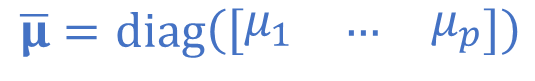 μ̅ = diag([μ₁ … μₚ])